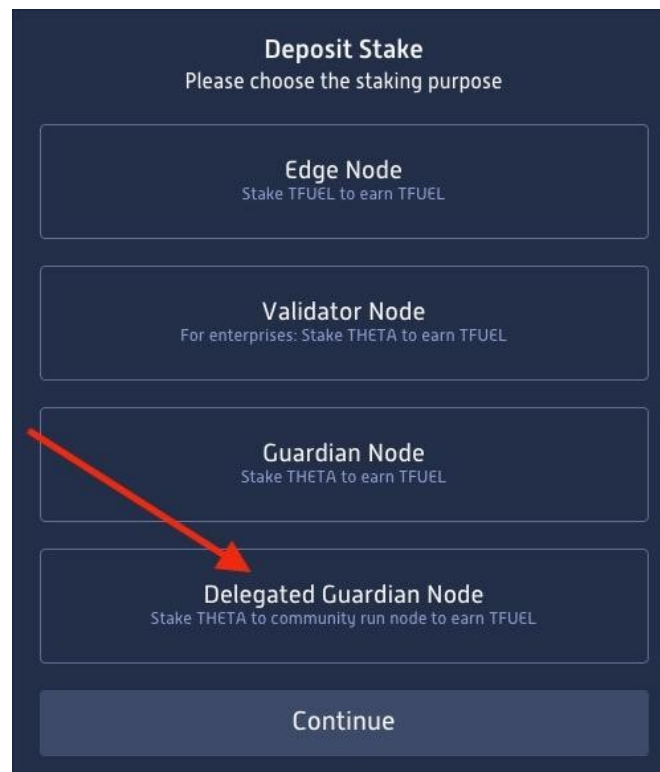 Deposit Stake
Please choose the staking purpose
Edge Node
Stake TFUEL to earn TFUEL
Validator Node
For enterprises: Stake THETA to earn TFUEL
Guardian Node
Stake THETA to earn TFUEL
Delegated Guardian Node
Stake THETA to community run node to earn TFUEL
Continue